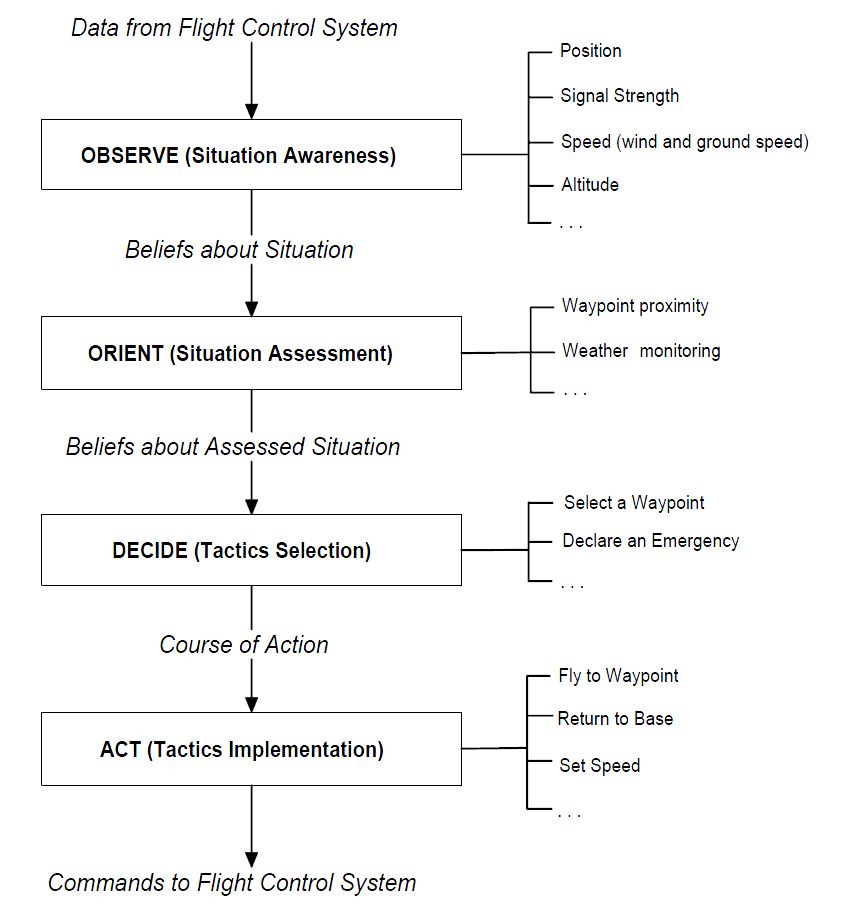 Data from Flight Control System
Position
Signal Strength
OBSERVE (Situation Awareness)
Speed (wind and ground speed)
Altitude
. . .
Beliefs about Situation
Waypoint proximity
ORIENT (Situation Assessment)
Weather monitoring
. . .
Beliefs about Assessed Situation
Select a Waypoint
DECIDE (Tactics Selection)
Declare an Emergency
. . .
Course of Action
Fly to Waypoint
Return to Base
ACT (Tactics Implementation)
Set Speed
. . .
Commands to Flight Control System